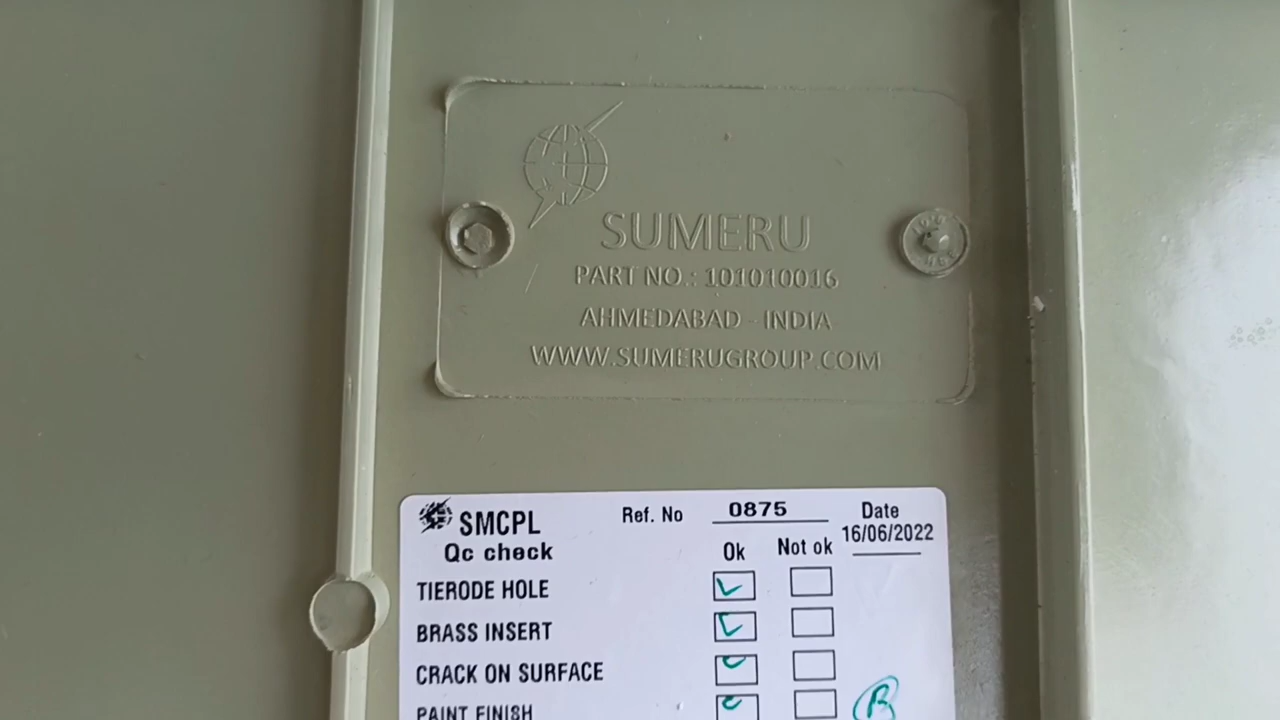 SUMERU
PART NO.: 101010016
AHMEDABAD - INDIA
WWW.SUMERUGROUP.COM
SMCPL
Qc check
Ref. No 0875
Date
16/06/2022
Ok Not ok
TIERODE HOLE
BRASS INSERT
CRACK ON SURFACE
PAINT FINISH